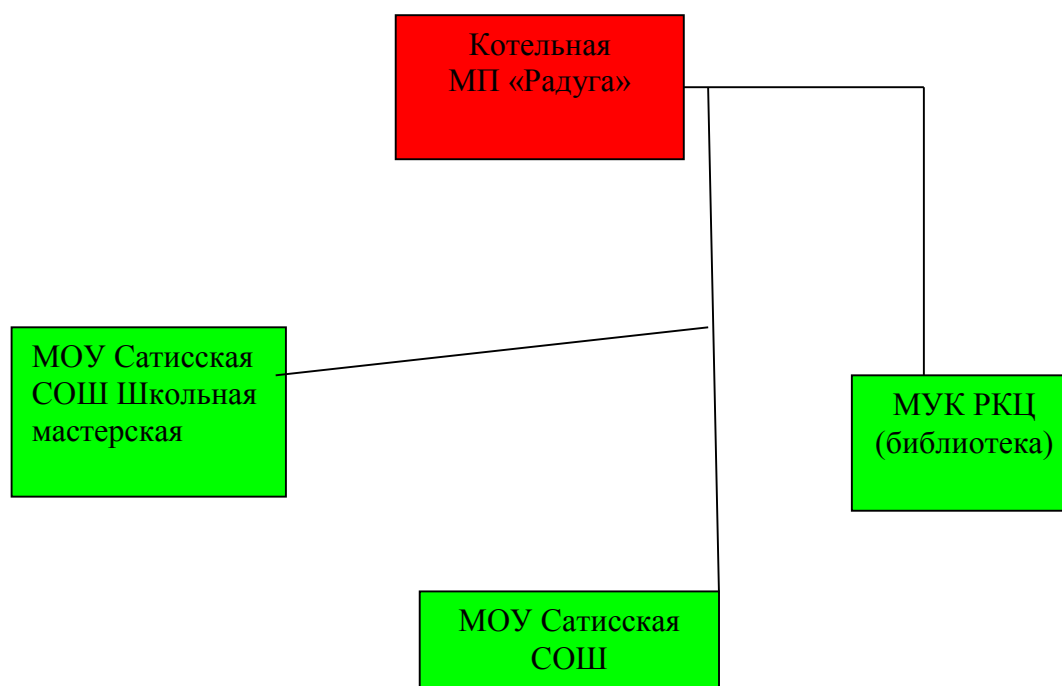 Котельная
МП «Радуга»
МОУ Сатисская
СОШ Школьная
мастерская
МУК РКЦ
(библиотека)
МОУ Сатисская
СОШ